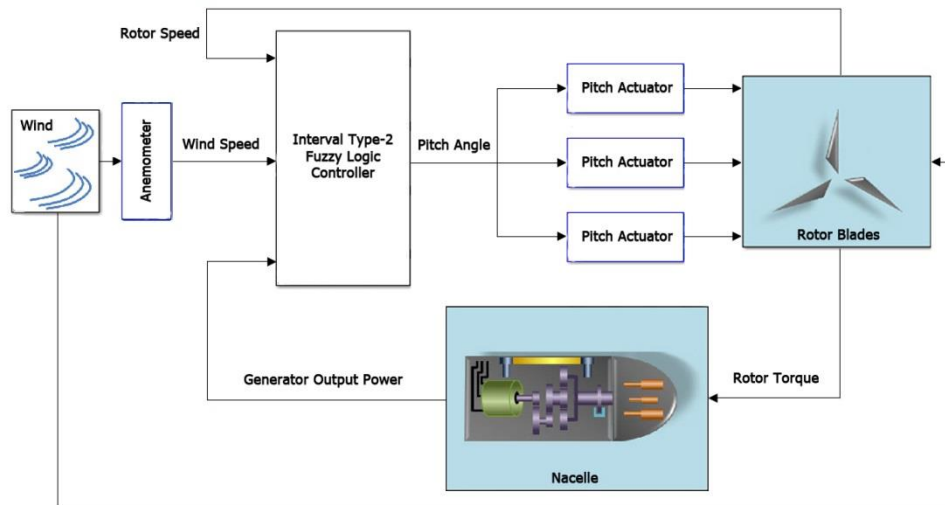 Rotor Speed
Wind
Anemometer
Wind Speed
Interval Type-2
Fuzzy Logic
Controller
Pitch Angle
Pitch Actuator
Pitch Actuator
Pitch Actuator
Rotor Blades
Generator Output Power
Rotor Torque
Nacelle